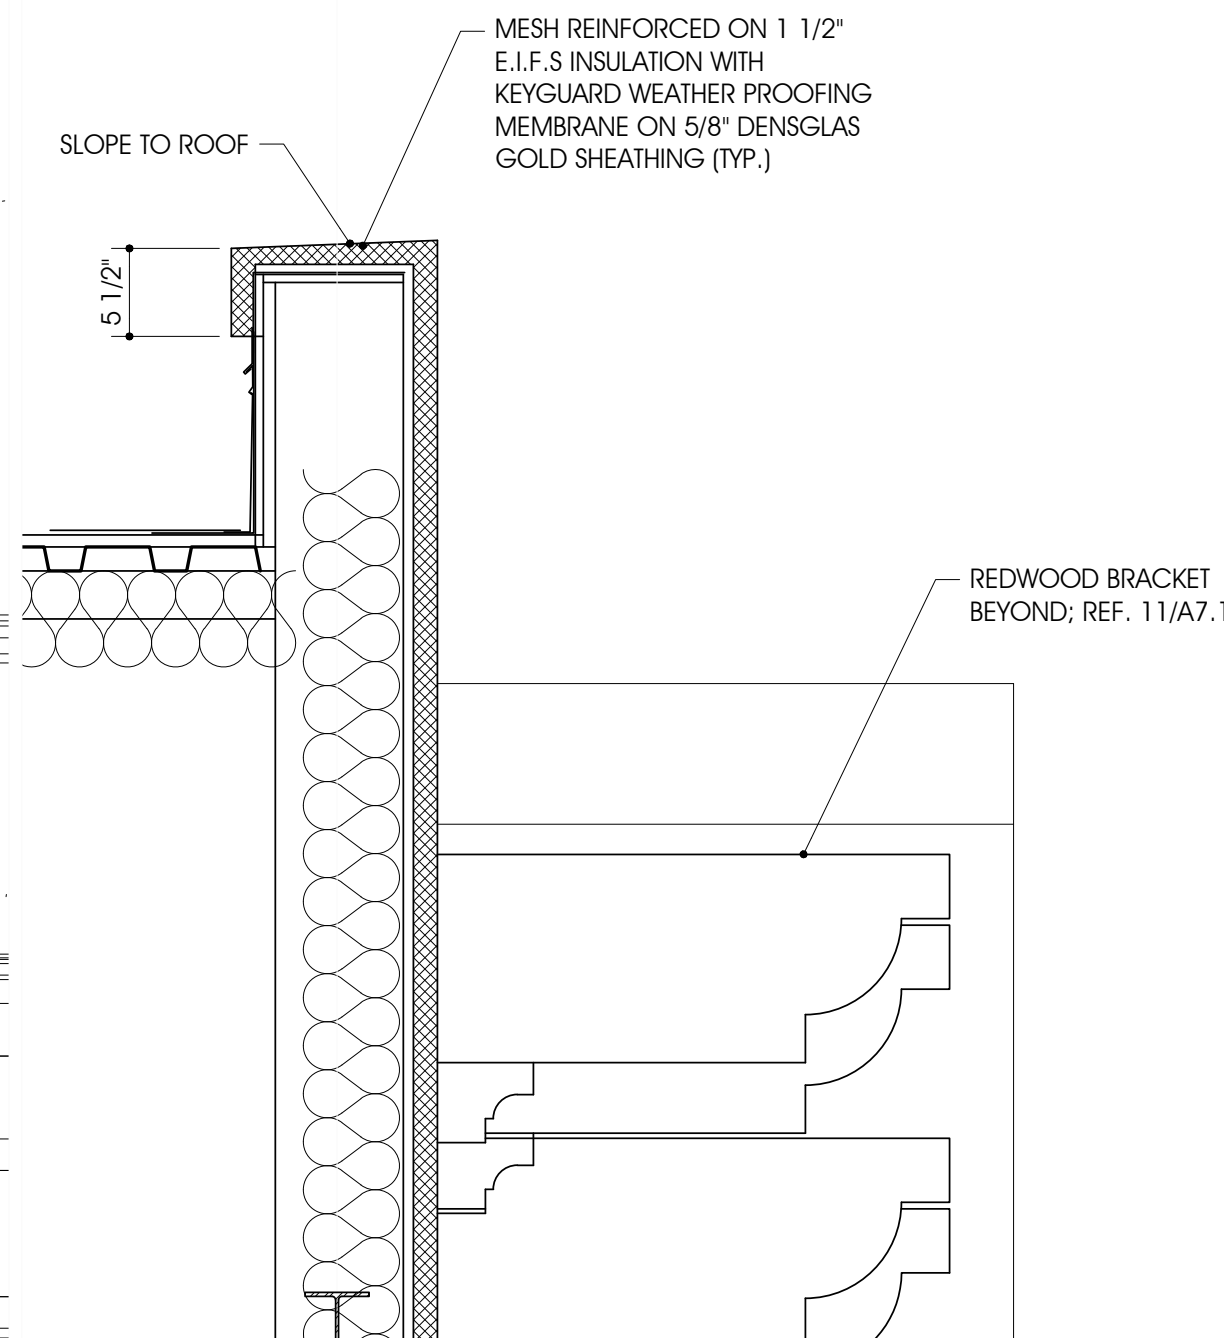 MESH REINFORCED ON 1 1/2"
E.I.F.S INSULATION WITH
KEYGUARD WEATHER PROOFING
MEMBRANE ON 5/8" DENSGLAS
GOLD SHEATHING (TYP.)
SLOPE TO ROOF
5 1/2"
REDWOOD BRACKET
BEYOND; REF. 11/A7.1